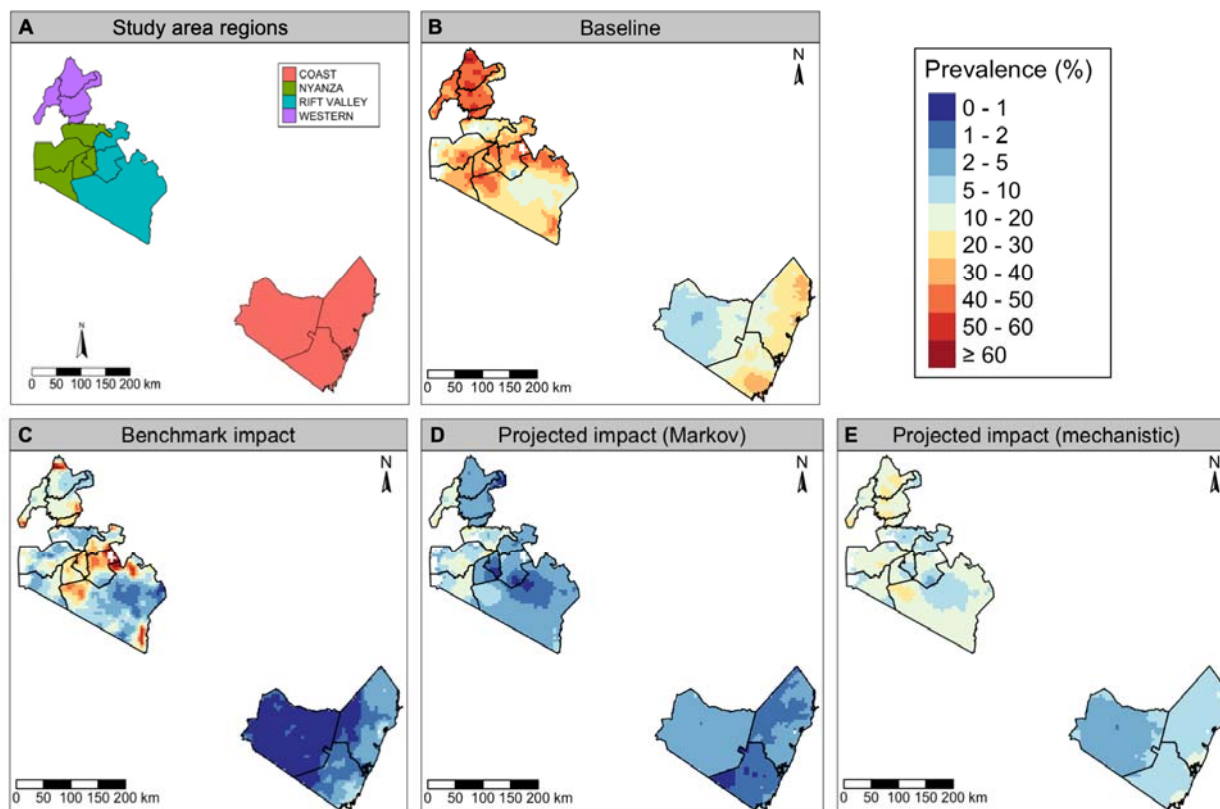 A Study area regions
N
COAST
NYANZA
RIFT VALLEY
WESTERN
0 50 100 150 200 km
B Baseline
N
0 50 100 150 200 km
Prevalence (%)
0 - 1
1 - 2
2 - 5
5 - 10
10 - 20
20 - 30
30 - 40
40 - 50
50 - 60
≥ 60
C Benchmark impact
N
0 50 100 150 200 km
D Projected impact (Markov)
N
0 50 100 150 200 km
E Projected impact (mechanistic)
N
0 50 100 150 200 km